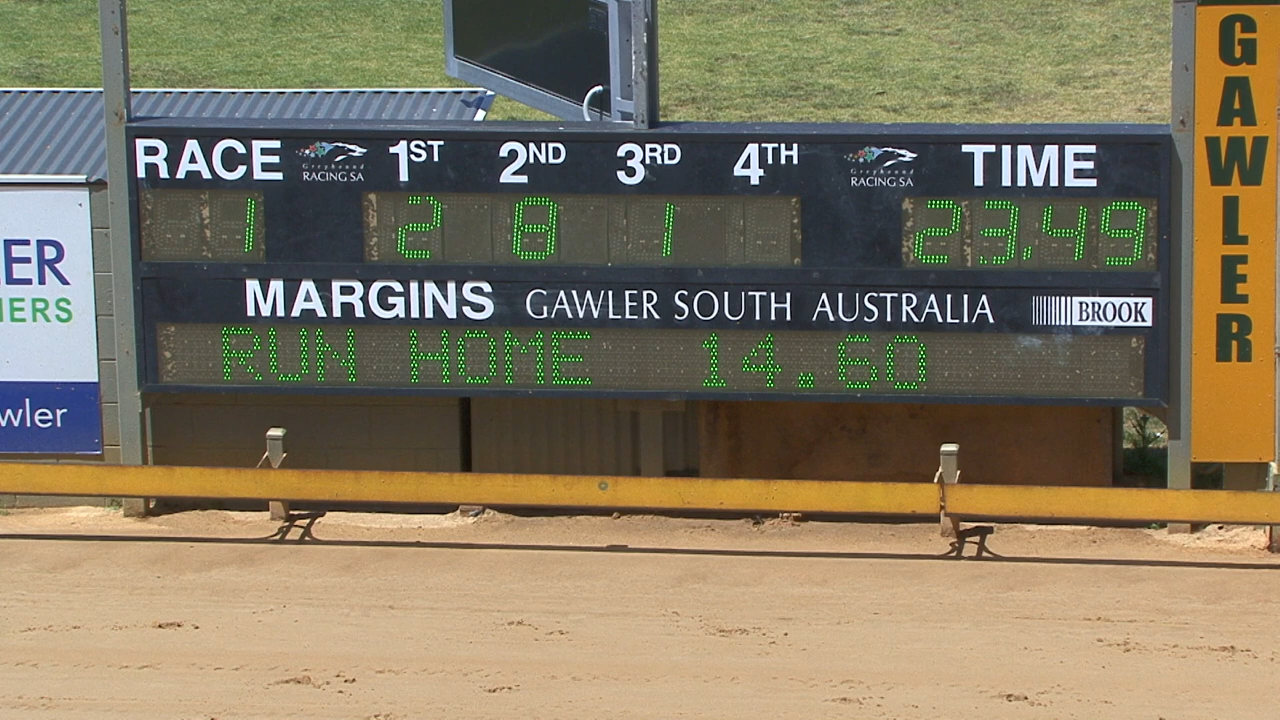 GAWLER
RACE 1ST 2ND 3RD 4TH TIME
Greyhound RACING SA
Greyhound RACING SA
1 2 8 1 23.49
MARGINS GAWLER SOUTH AUSTRALIA BROOK
RUN HOME 14.60
ER
NERS
wler